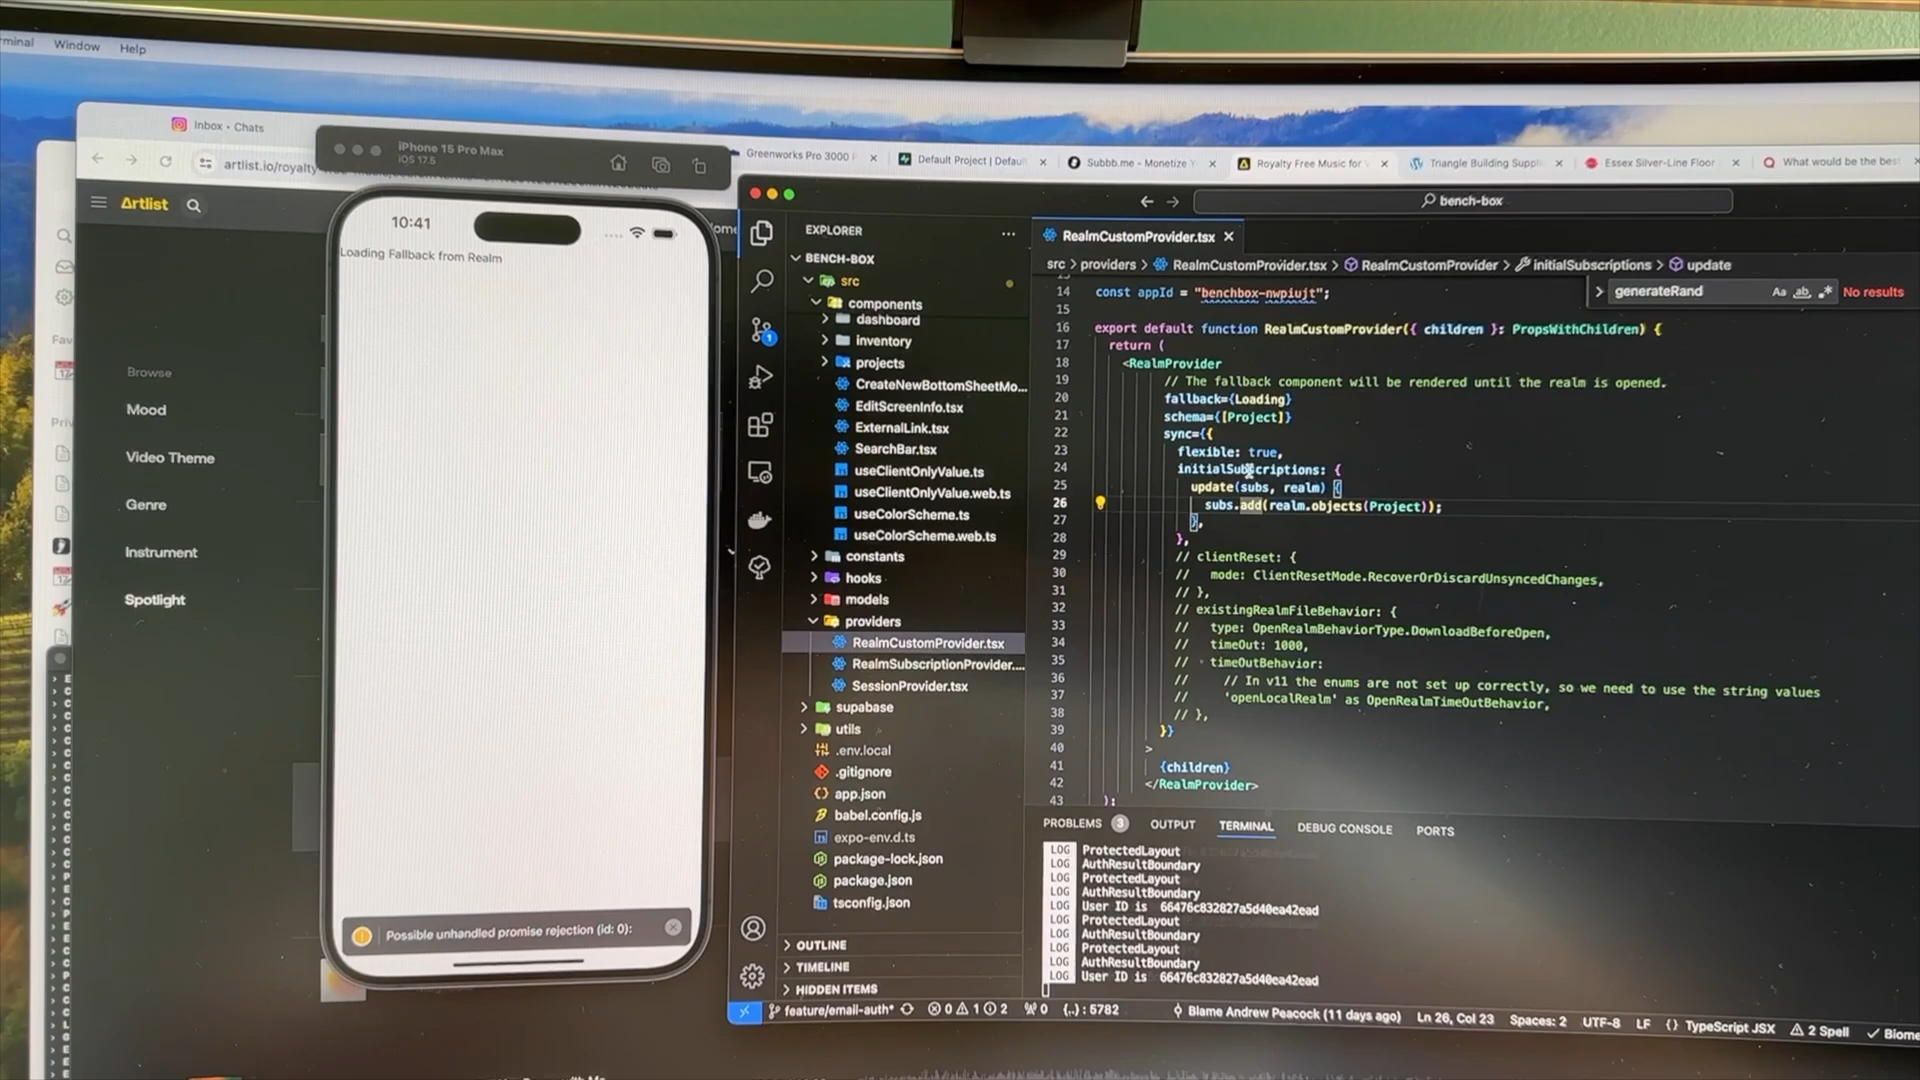 rminal Window Help
Inbox • Chats
artlist.io/royalty
Artlist
Browse
Mood
Video Theme
Genre
Instrument
Spotlight
iPhone 15 Pro Max
iOS 17.5
10:41
Loading Fallback from Realm
Possible unhandled promise rejection (id: 0):
Greenworks Pro 3000
Default Project | Defaul
Subbb.me - Monetize Y
Royalty Free Music for
Triangle Building Suppli
Essex Silver-Line Floor
What would be the best
bench-box
EXPLORER
BENCH-BOX
src
components
dashboard
inventory
projects
CreateNewBottomSheetMo...
EditScreenInfo.tsx
ExternalLink.tsx
SearchBar.tsx
useClientOnlyValue.ts
useClientOnlyValue.web.ts
useColorScheme.ts
useColorScheme.web.ts
constants
hooks
models
providers
RealmCustomProvider.tsx
RealmSubscriptionProvider....
SessionProvider.tsx
supabase
utils
.env.local
.gitignore
app.json
babel.config.js
expo-env.d.ts
package-lock.json
package.json
tsconfig.json
OUTLINE
TIMELINE
HIDDEN ITEMS
RealmCustomProvider.tsx
src > providers > RealmCustomProvider.tsx > RealmCustomProvider > initialSubscriptions > update
generateRand Aa ab .* No results
14 const appId = "benchbox-nwpiujt";
15
16 export default function RealmCustomProvider({ children }: PropsWithChildren) {
17 return (
18 <RealmProvider
19 // The fallback component will be rendered until the realm is opened.
20 fallback={Loading}
21 schema={[Project]}
22 sync={{
23 flexible: true,
24 initialSubscriptions: {
25 update(subs, realm) {
26 subs.add(realm.objects(Project));
27 },
28 },
29 // clientReset: {
30 // mode: ClientResetMode.RecoverOrDiscardUnsyncedChanges,
31 // },
32 // existingRealmFileBehavior: {
33 // type: OpenRealmBehaviorType.DownloadBeforeOpen,
34 // timeOut: 1000,
35 // timeOutBehavior:
36 // // In v11 the enums are not set up correctly, so we need to use the string values
37 // 'openLocalRealm' as OpenRealmTimeOutBehavior,
38 // },
39 }}
40 >
41 {children}
42 </RealmProvider>
43 );
PROBLEMS 3 OUTPUT TERMINAL DEBUG CONSOLE PORTS
LOG ProtectedLayout
LOG AuthResultBoundary
LOG ProtectedLayout
LOG AuthResultBoundary
LOG User ID is 66476c832827a5d40ea42ead
LOG ProtectedLayout
LOG AuthResultBoundary
LOG ProtectedLayout
LOG AuthResultBoundary
LOG User ID is 66476c832827a5d40ea42ead
feature/email-auth* 0 1 2 0 {..} : 5782 Blame Andrew Peacock (11 days ago) Ln 26, Col 23 Spaces: 2 UTF-8 LF {} TypeScript JSX 2 Spell Biome